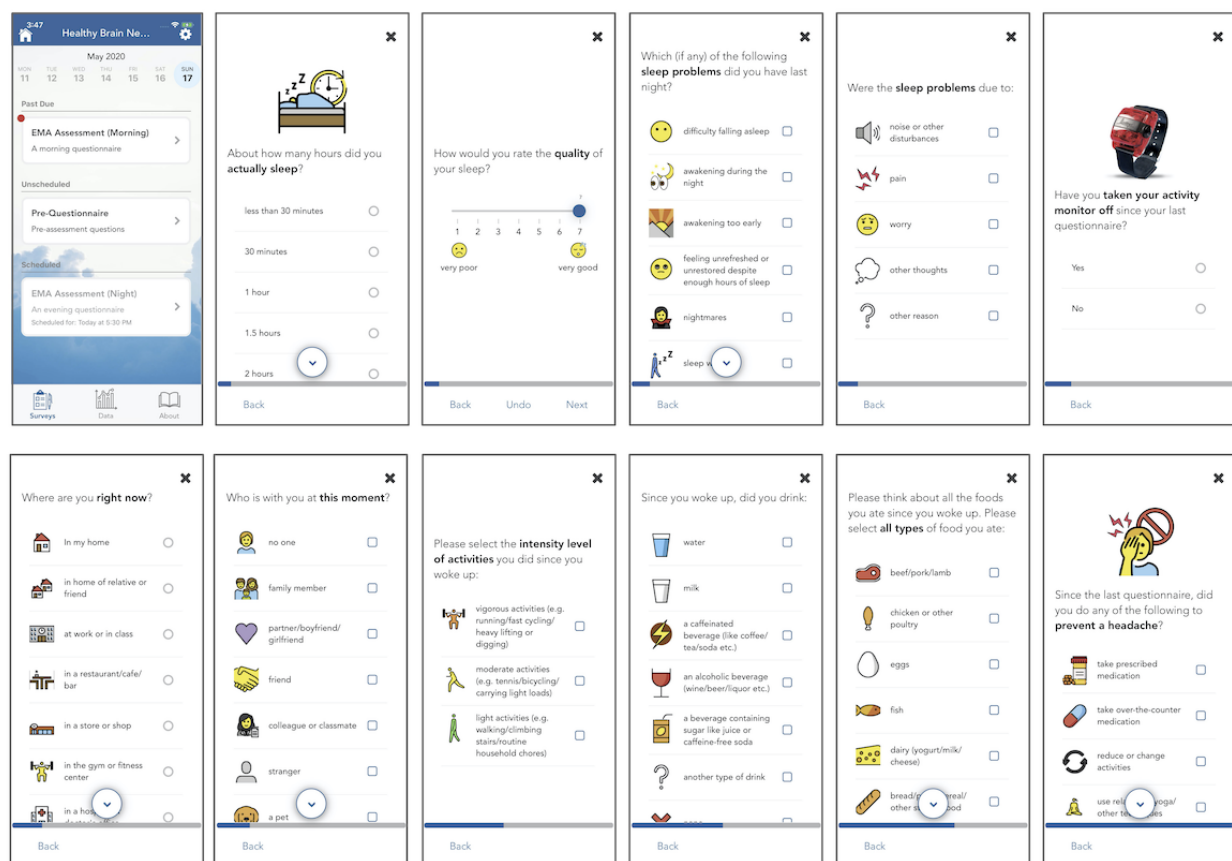 3:47
Healthy Brain Ne...
May 2020
MON TUE WED THU FRI SAT SUN
11 12 13 14 15 16 17
Past Due
EMA Assessment (Morning)
A morning questionnaire
Unscheduled
Pre-Questionnaire
Pre-assessment questions
Scheduled
EMA Assessment (Night)
An evening questionnaire
Scheduled for: Today at 5:30 PM
Surveys Data About
About how many hours did you
actually sleep?
less than 30 minutes
30 minutes
1 hour
1.5 hours
2 hours
Back
How would you rate the quality of
your sleep?
7
1 2 3 4 5 6 7
very poor very good
Back Undo Next
Which (if any) of the following
sleep problems did you have last
night?
difficulty falling asleep
awakening during the
night
awakening too early
feeling unrefreshed or
unrestored despite
enough hours of sleep
nightmares
sleep
Back
Were the sleep problems due to:
noise or other
disturbances
pain
worry
other thoughts
other reason
Back
Have you taken your activity
monitor off since your last
questionnaire?
Yes
No
Back
Where are you right now?
In my home
in home of relative or
friend
at work or in class
in a restaurant/cafe/
bar
in a store or shop
in the gym or fitness
center
in a
Back
Who is with you at this moment?
no one
family member
partner/boyfriend/
girlfriend
friend
colleague or classmate
stranger
a pet
Back
Please select the intensity level
of activities you did since you
woke up:
vigorous activities (e.g.
running/fast cycling/
heavy lifting or
digging)
moderate activities
(e.g. tennis/bicycling/
carrying light loads)
light activities (e.g.
walking/climbing
stairs/routine
household chores)
Back
Since you woke up, did you drink:
water
milk
a caffeinated
beverage (like coffee/
tea/soda etc.)
an alcoholic beverage
(wine/beer/liquor etc.)
a beverage containing
sugar like juice or
caffeine-free soda
another type of drink
Back
Please think about all the foods
you ate since you woke up. Please
select all types of food you ate:
beef/pork/lamb
chicken or other
poultry
eggs
fish
dairy (yogurt/milk/
cheese)
other
Back
Since the last questionnaire, did
you do any of the following to
prevent a headache?
take prescribed
medication
take over-the-counter
medication
reduce or change
activities
use
other
Back